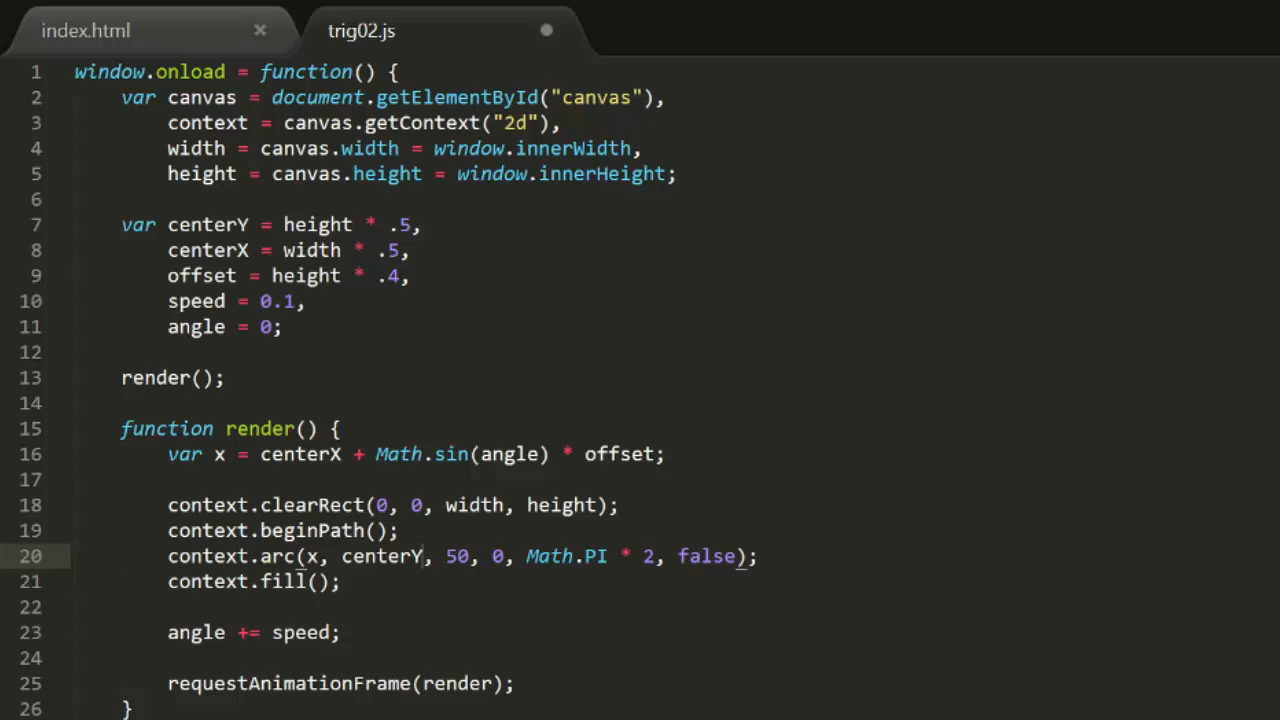 index.html ×
trig02.js
1 window.onload = function() {
2 var canvas = document.getElementById("canvas"),
3 context = canvas.getContext("2d"),
4 width = canvas.width = window.innerWidth,
5 height = canvas.height = window.innerHeight;
6
7 var centerY = height * .5,
8 centerX = width * .5,
9 offset = height * .4,
10 speed = 0.1,
11 angle = 0;
12
13 render();
14
15 function render() {
16 var x = centerX + Math.sin(angle) * offset;
17
18 context.clearRect(0, 0, width, height);
19 context.beginPath();
20 context.arc(x, centerY, 50, 0, Math.PI * 2, false);
21 context.fill();
22
23 angle += speed;
24
25 requestAnimationFrame(render);
26 }